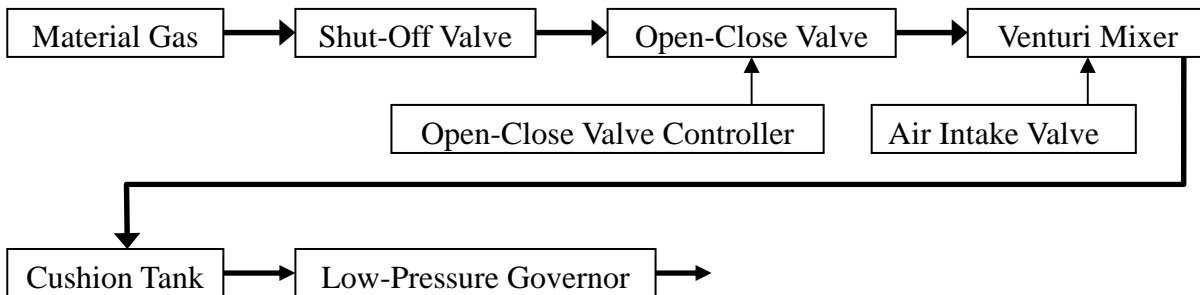 Material Gas
Shut-Off Valve
Open-Close Valve
Venturi Mixer
Open-Close Valve Controller
Air Intake Valve
Cushion Tank
Low-Pressure Governor